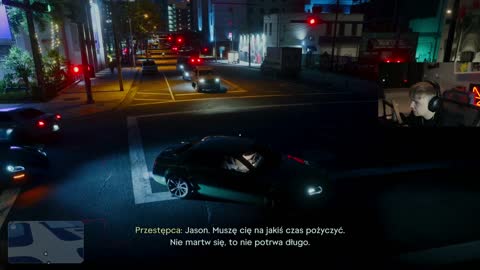 Przestępca: Jason. Muszę cię na jakiś czas pożyczyć.
Nie martw się, to nie potrwa długo.